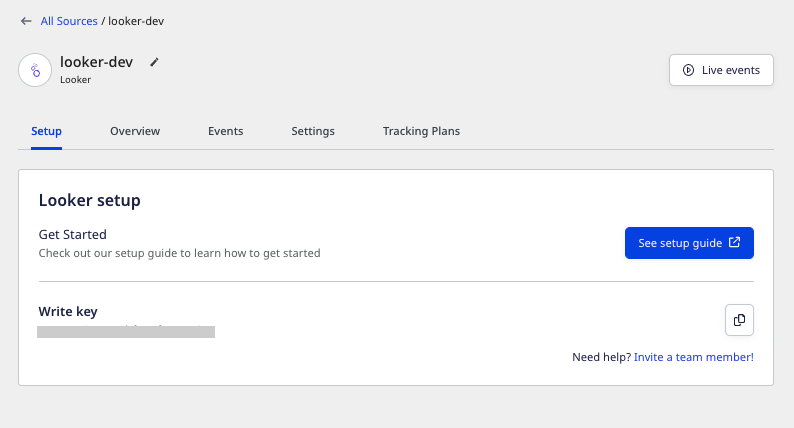 All Sources / looker-dev
looker-dev
Looker
Live events
Setup Overview Events Settings Tracking Plans
Looker setup
Get Started
Check out our setup guide to learn how to get started
See setup guide
Write key
Need help? Invite a team member!